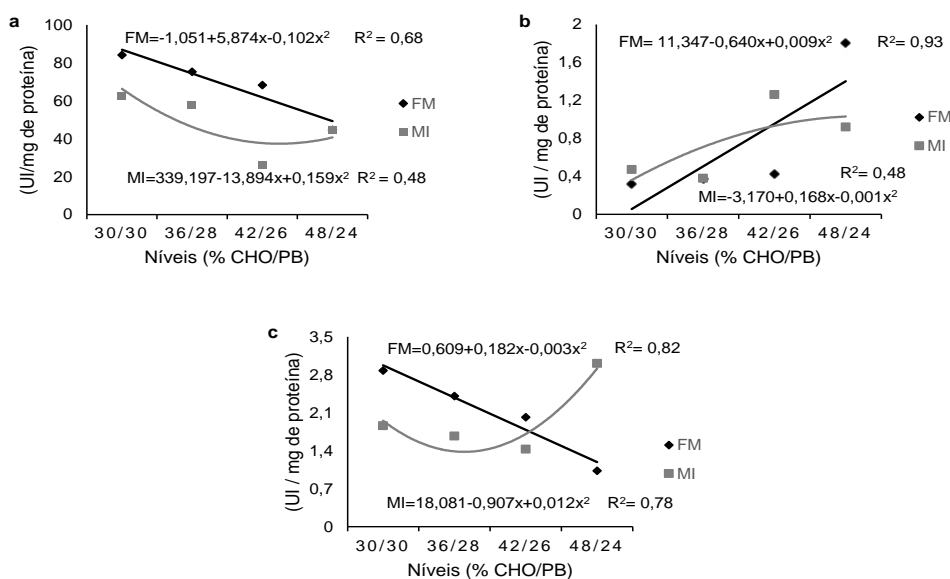 a
100
80
60
40
20
0
(UI/mg de proteína)
FM=-1,051+5,874x-0,102x² R² = 0,68
FM
MI
MI=339,197-13,894x+0,159x² R² = 0,48
30/30 36/28 42/26 48/24
Níveis (% CHO/PB)
b
2
1,6
1,2
0,8
0,4
0
(UI / mg de proteína)
FM= 11,347-0,640x+0,009x² R²= 0,93
FM
MI
R²= 0,48
MI=-3,170+0,168x-0,001x²
30/30 36/28 42/26 48/24
Níveis (% CHO/PB)
c
3,5
2,8
2,1
1,4
0,7
0
(UI / mg de proteína)
FM=0,609+0,182x-0,003x² R²= 0,82
FM
MI
MI=18,081-0,907x+0,012x² R²= 0,78
30/30 36/28 42/26 48/24
Níveis (% CHO/PB)